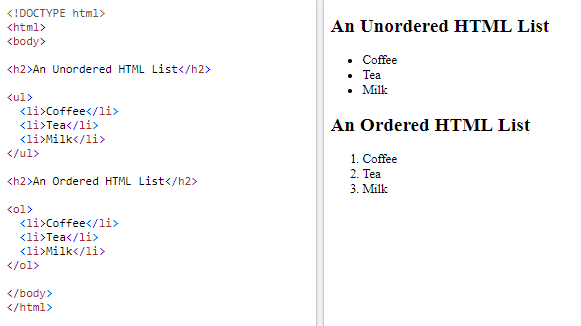 <!DOCTYPE html>
<html>
<body>
<h2>An Unordered HTML List</h2>
<ul>
  <li>Coffee</li>
  <li>Tea</li>
  <li>Milk</li>
</ul>
<h2>An Ordered HTML List</h2>
<ol>
  <li>Coffee</li>
  <li>Tea</li>
  <li>Milk</li>
</ol>
</body>
</html>
An Unordered HTML List
• Coffee
• Tea
• Milk
An Ordered HTML List
1. Coffee
2. Tea
3. Milk